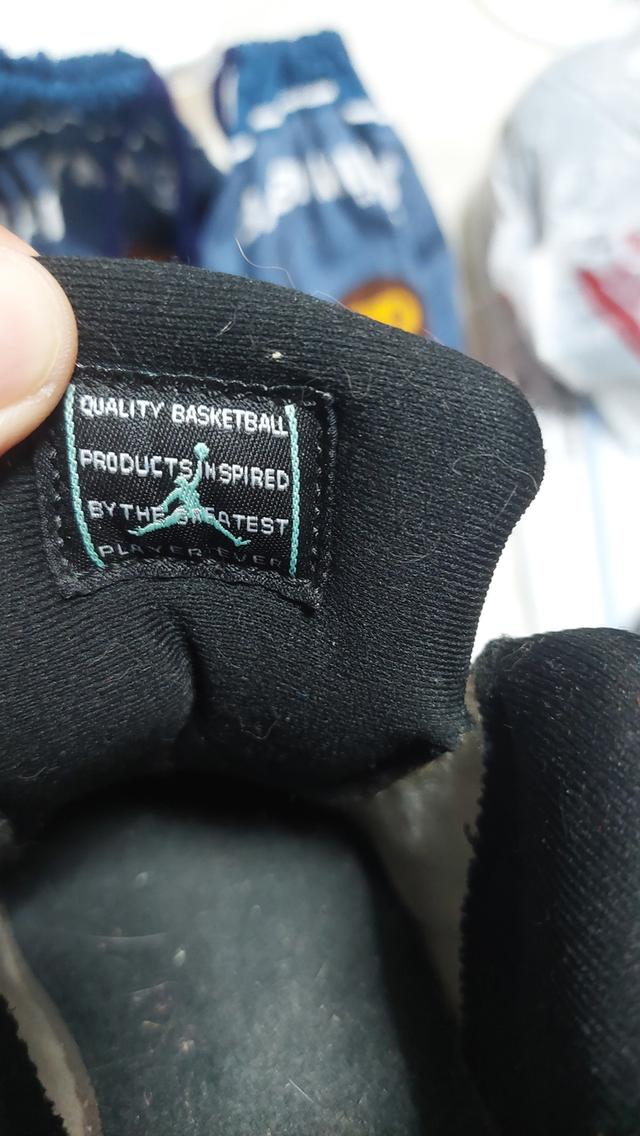 QUALITY BASKETBALL
PRODUCTS INSPIRED
BY THE GREATEST
PLAYER EVER